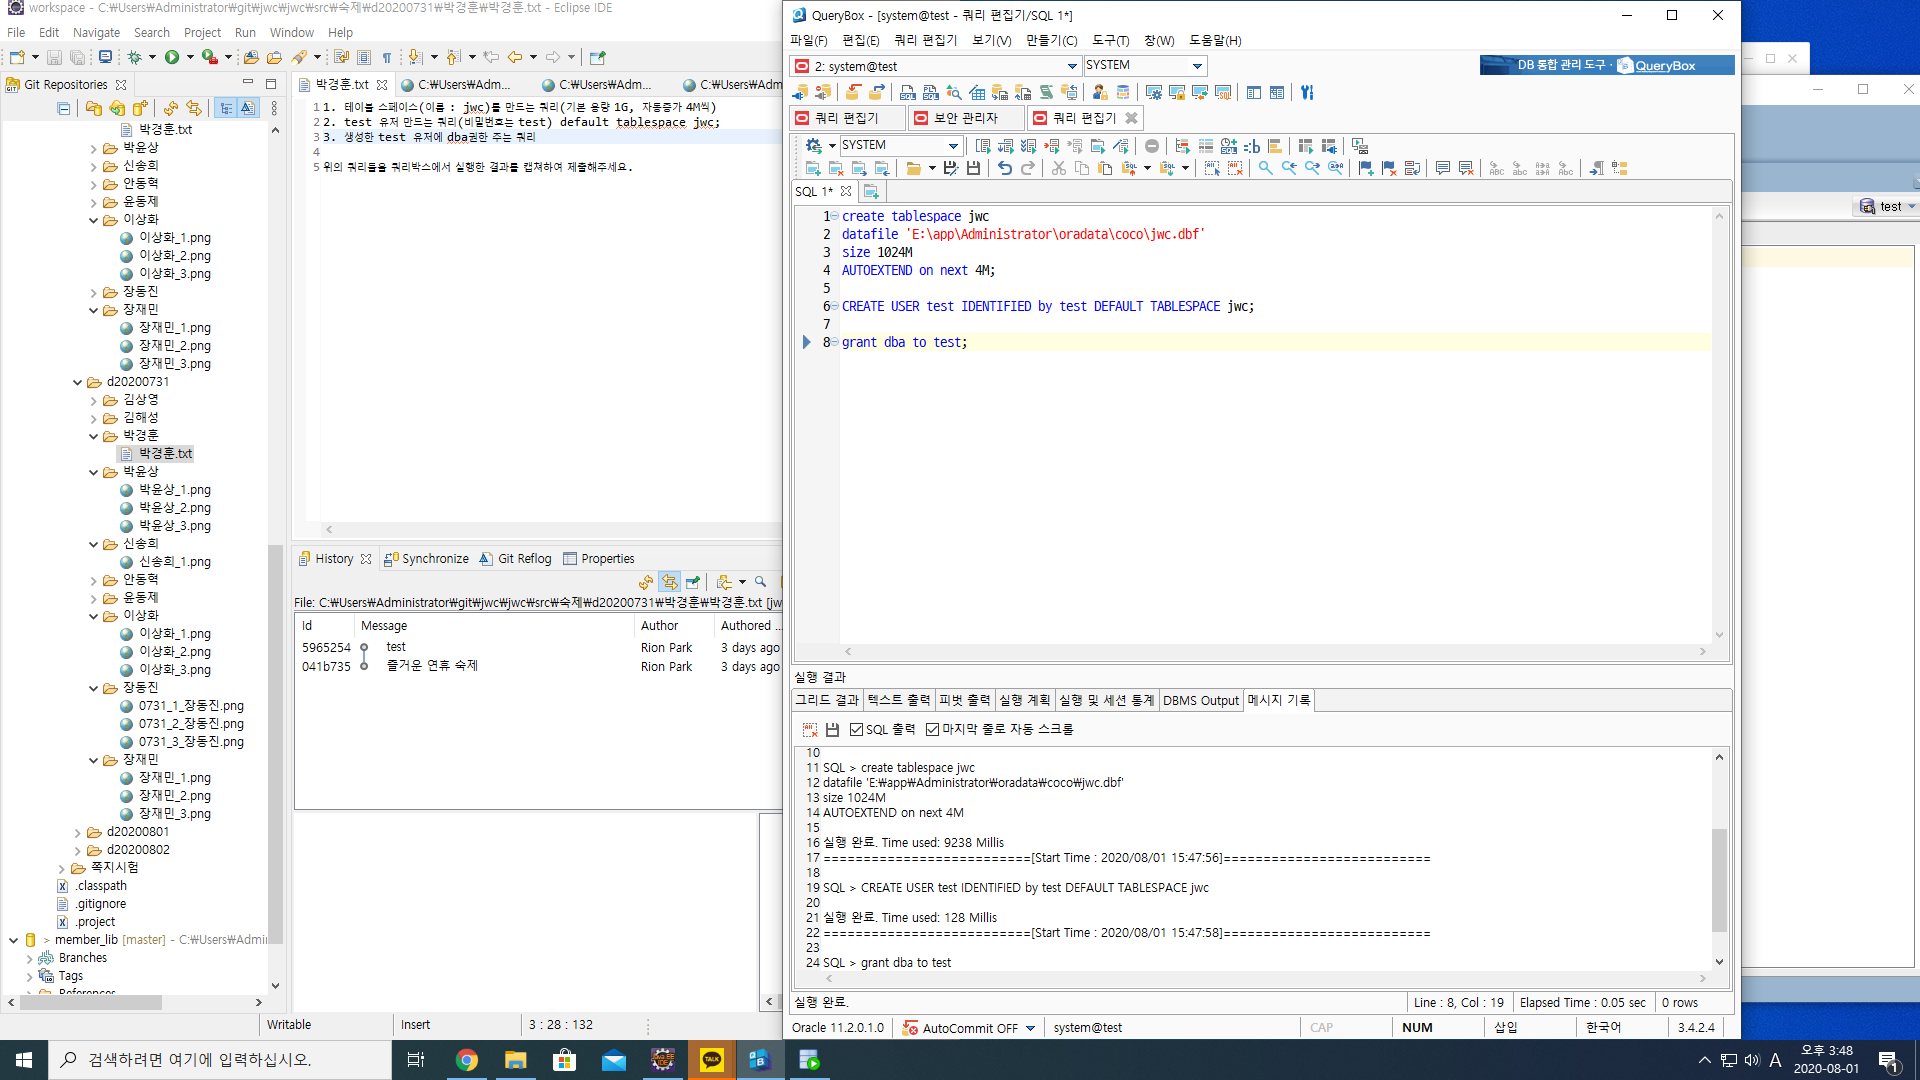 workspace - C:\Users\Administrator\git\jwc\jwc\src\숙제\d20200731\박경훈\박경훈.txt - Eclipse IDE
File Edit Navigate Search Project Run Window Help
Git Repositories
박경훈.txt
박윤상
신송희
안동혁
윤동제
이상화
이상화_1.png
이상화_2.png
이상화_3.png
장동진
장재민
장재민_1.png
장재민_2.png
장재민_3.png
d20200731
김상영
김해성
박경훈
박경훈.txt
박윤상
박윤상_1.png
박윤상_2.png
박윤상_3.png
신송희
신송희_1.png
안동혁
윤동제
이상화
이상화_1.png
이상화_2.png
이상화_3.png
장동진
0731_1_장동진.png
0731_2_장동진.png
0731_3_장동진.png
장재민
장재민_1.png
장재민_2.png
장재민_3.png
d20200801
d20200802
쪽지시험
.classpath
.gitignore
.project
> member_lib [master] - C:\Users\Admin
Branches
Tags
References
박경훈.txt C:\Users\Adm... C:\Users\Adm... C:\Users\Adm
1 1. 테이블 스페이스(이름 : jwc)를 만드는 쿼리(기본 용량 1G, 자동증가 4M씩)
2 2. test 유저 만드는 쿼리(비밀번호는 test) default tablespace jwc;
3 3. 생성한 test 유저에 dba권한 주는 쿼리
4
5 위의 쿼리들을 쿼리박스에서 실행한 결과를 캡쳐하여 제출해주세요.
History Synchronize Git Reflog Properties
File: C:\Users\Administrator\git\jwc\jwc\src\숙제\d20200731\박경훈\박경훈.txt [jw
Id Message Author Authored ...
5965254 test Rion Park 3 days ago
041b735 즐거운 연휴 숙제 Rion Park 3 days ago
Writable Insert 3 : 28 : 132
QueryBox - [system@test - 쿼리 편집기/SQL 1*]
파일(F) 편집(E) 쿼리 편집기 보기(V) 만들기(C) 도구(T) 창(W) 도움말(H)
2: system@test SYSTEM DB 통합 관리 도구 · QueryBox
쿼리 편집기 보안 관리자 쿼리 편집기
SYSTEM
SQL 1*
1 create tablespace jwc
2 datafile 'E:\app\Administrator\oradata\coco\jwc.dbf'
3 size 1024M
4 AUTOEXTEND on next 4M;
5
6 CREATE USER test IDENTIFIED by test DEFAULT TABLESPACE jwc;
7
8 grant dba to test;
실행 결과
그리드 결과 텍스트 출력 피벗 출력 실행 계획 실행 및 세션 통계 DBMS Output 메시지 기록
SQL 출력 마지막 줄로 자동 스크롤
10
11 SQL > create tablespace jwc
12 datafile 'E:\app\Administrator\oradata\coco\jwc.dbf'
13 size 1024M
14 AUTOEXTEND on next 4M
15
16 실행 완료. Time used: 9238 Millis
17 ==========================[Start Time : 2020/08/01 15:47:56]==========================
18
19 SQL > CREATE USER test IDENTIFIED by test DEFAULT TABLESPACE jwc
20
21 실행 완료. Time used: 128 Millis
22 ==========================[Start Time : 2020/08/01 15:47:58]==========================
23
24 SQL > grant dba to test
실행 완료. Line : 8, Col : 19 Elapsed Time : 0.05 sec 0 rows
Oracle 11.2.0.1.0 AutoCommit OFF system@test CAP NUM 삽입 한국어 3.4.2.4
test
검색하려면 여기에 입력하십시오.
TALK
A 오후 3:48
2020-08-01
1